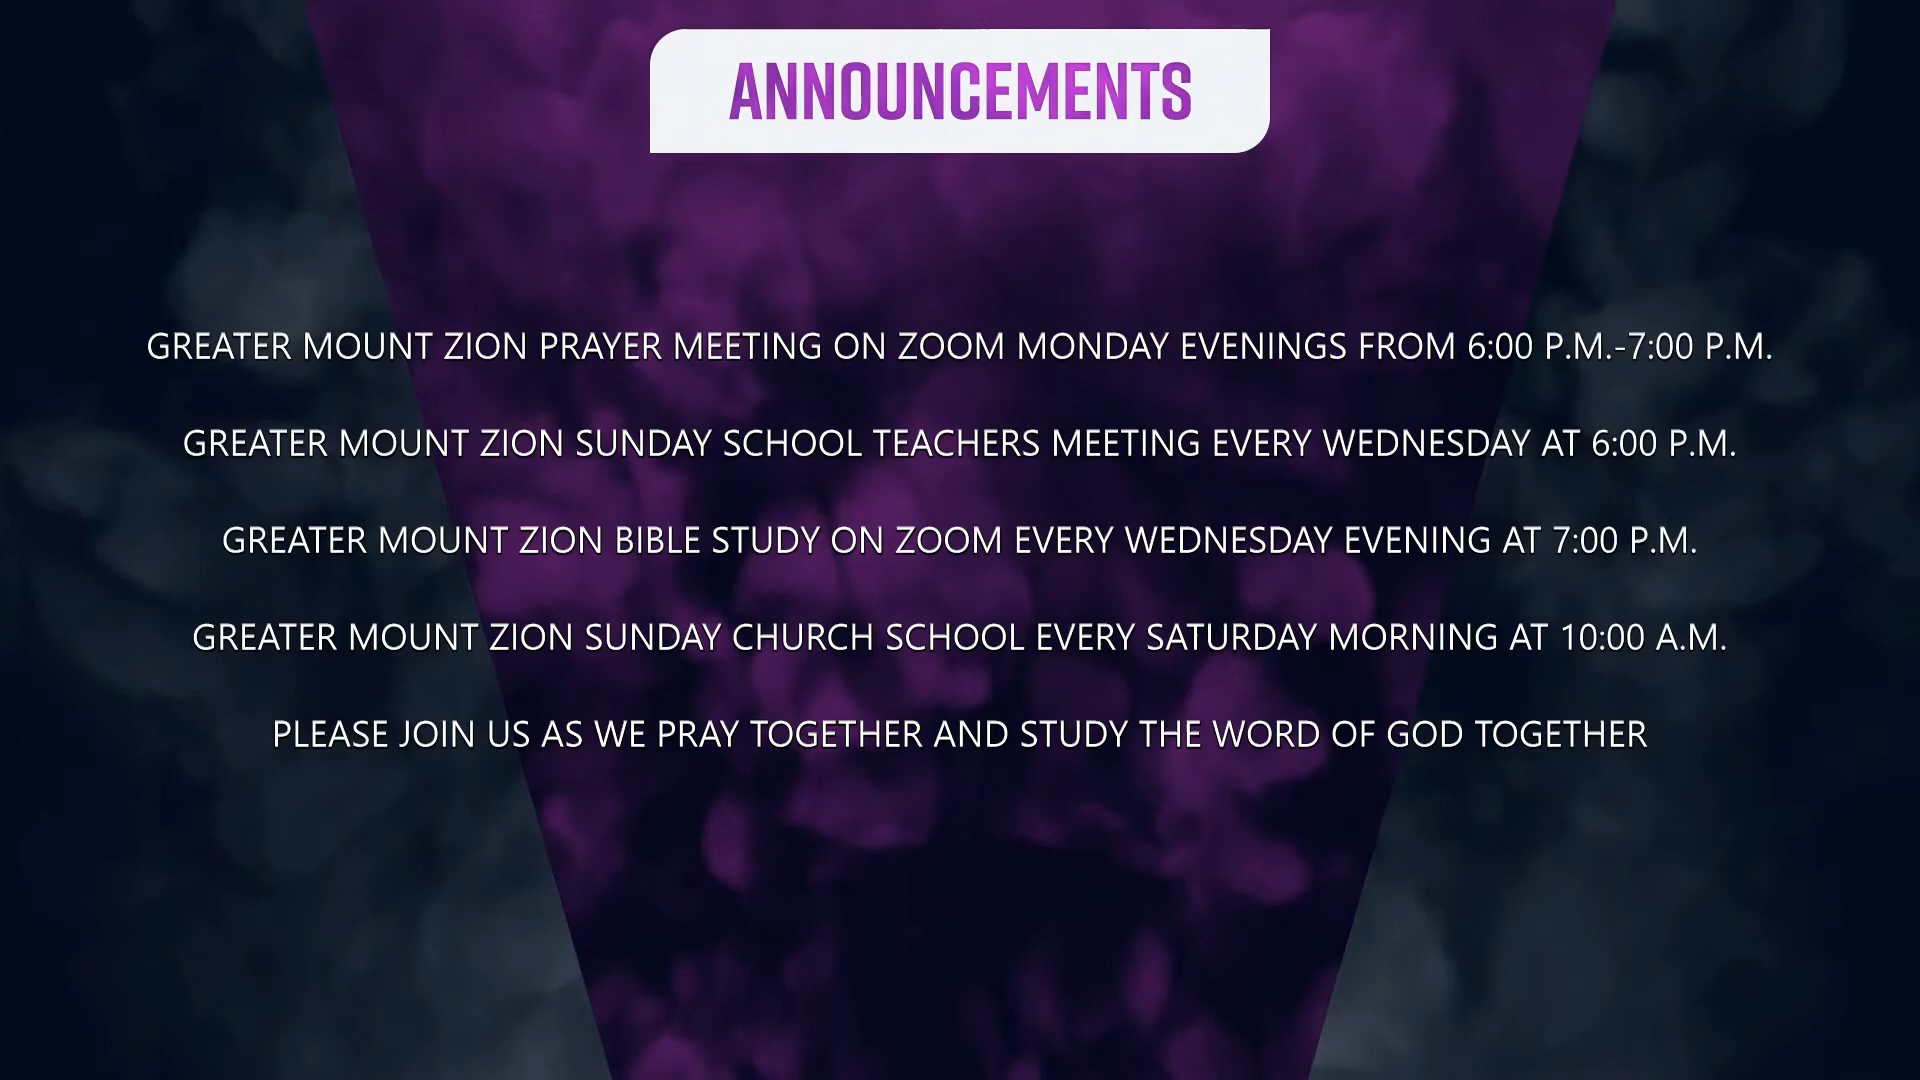 ANNOUNCEMENTS
GREATER MOUNT ZION PRAYER MEETING ON ZOOM MONDAY EVENINGS FROM 6:00 P.M.-7:00 P.M.
GREATER MOUNT ZION SUNDAY SCHOOL TEACHERS MEETING EVERY WEDNESDAY AT 6:00 P.M.
GREATER MOUNT ZION BIBLE STUDY ON ZOOM EVERY WEDNESDAY EVENING AT 7:00 P.M.
GREATER MOUNT ZION SUNDAY CHURCH SCHOOL EVERY SATURDAY MORNING AT 10:00 A.M.
PLEASE JOIN US AS WE PRAY TOGETHER AND STUDY THE WORD OF GOD TOGETHER